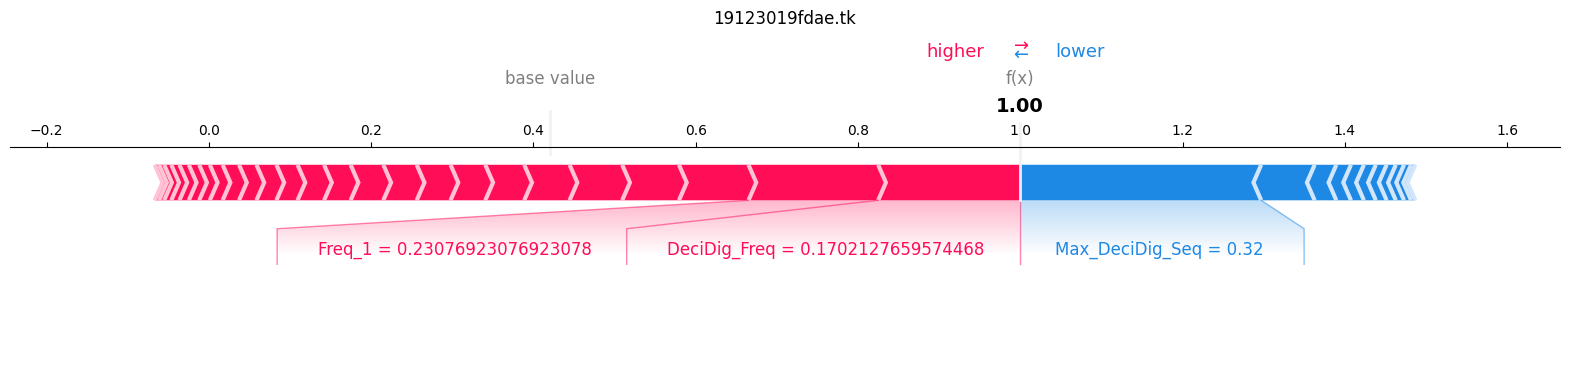 19123019fdae.tk
higher ⇄ lower
base value f(x)
1.00
−0.2 0.0 0.2 0.4 0.6 0.8 1.0 1.2 1.4 1.6
Freq_1 = 0.23076923076923078 DeciDig_Freq = 0.1702127659574468 Max_DeciDig_Seq = 0.32